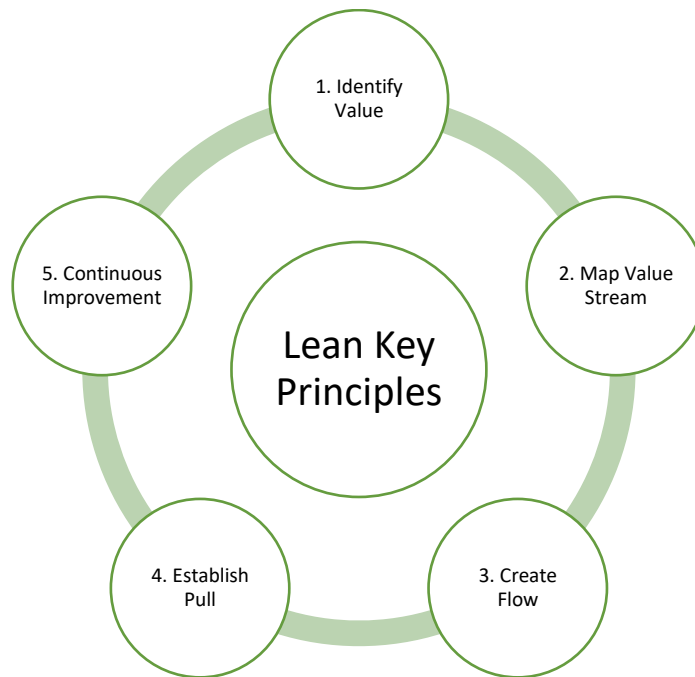 1. Identify
Value
2. Map Value
Stream
3. Create
Flow
4. Establish
Pull
5. Continuous
Improvement
Lean Key
Principles